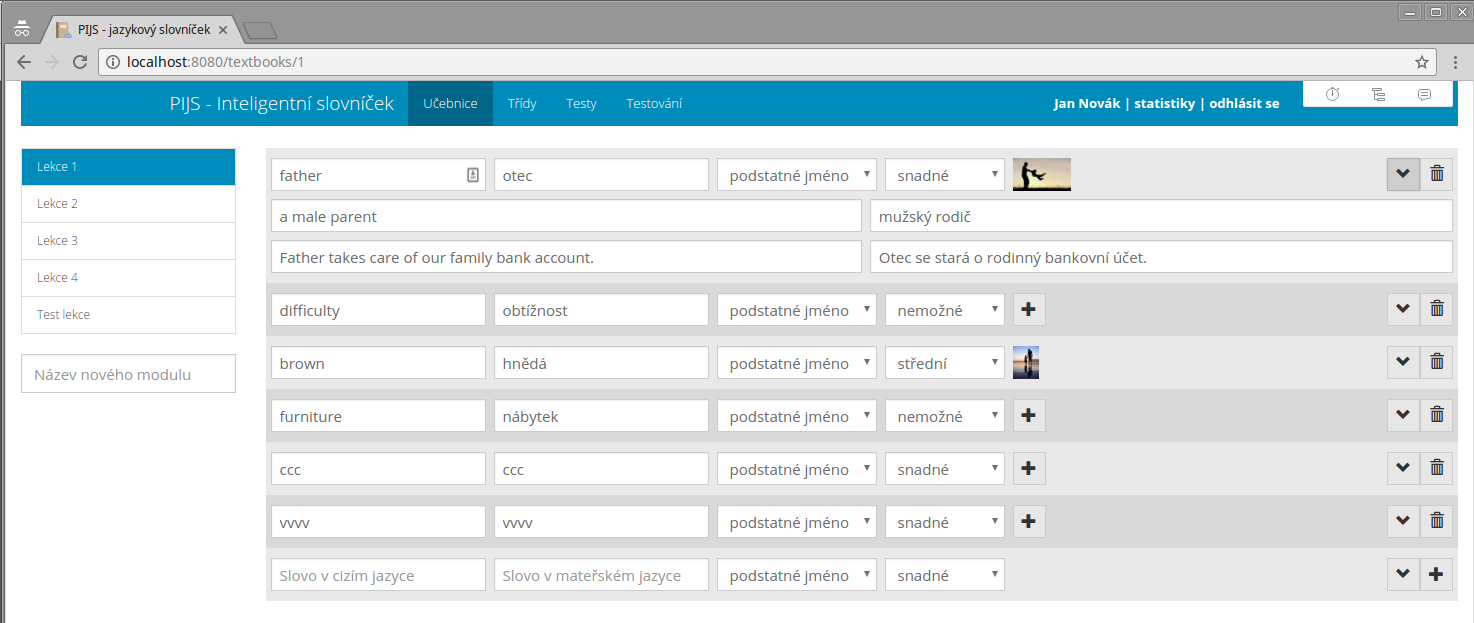 PIJS - jazykový slovníček
localhost:8080/textbooks/1
PIJS - Inteligentní slovníček Učebnice Třídy Testy Testování Jan Novák | statistiky | odhlásit se
Lekce 1
Lekce 2
Lekce 3
Lekce 4
Test lekce
Název nového modulu
father otec podstatné jméno snadné
a male parent mužský rodič
Father takes care of our family bank account. Otec se stará o rodinný bankovní účet.
difficulty obtížnost podstatné jméno nemožné
brown hnědá podstatné jméno střední
furniture nábytek podstatné jméno nemožné
ccc ccc podstatné jméno snadné
vvvv vvvv podstatné jméno snadné
Slovo v cizím jazyce Slovo v mateřském jazyce podstatné jméno snadné